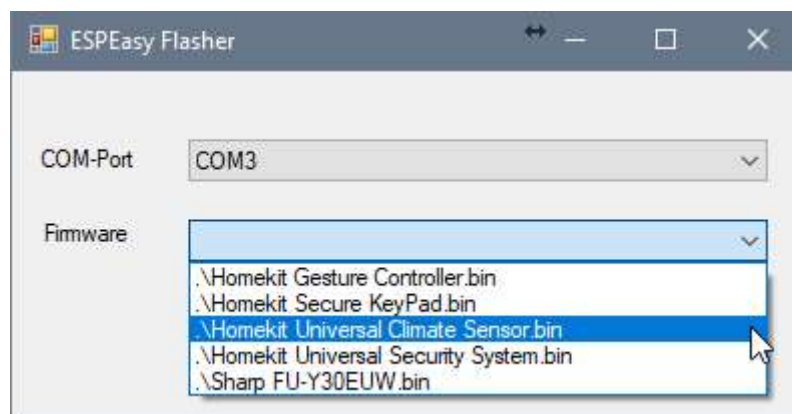 ESPEasy Flasher
COM-Port COM3
Firmware
.\Homekit Gesture Controller.bin
.\Homekit Secure KeyPad.bin
.\Homekit Universal Climate Sensor.bin
.\Homekit Universal Security System.bin
.\Sharp FU-Y30EUW.bin